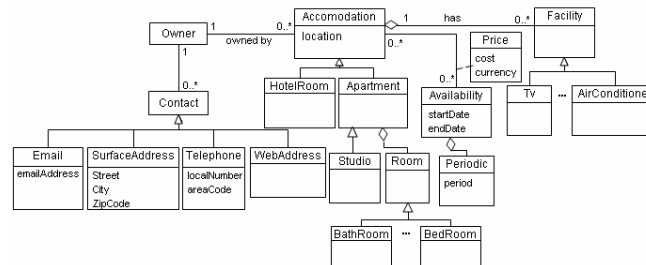 Accomodation
location
1
has
0..*
Facility
Owner
1
owned by
0..*
0..*
Price
cost
currency
1
0..*
0..*
Contact
HotelRoom
Apartment
Availability
startDate
endDate
Tv
...
AirConditione
Email
emailAddress
SurfaceAddress
Street
City
ZipCode
Telephone
localNumber
areaCode
WebAddress
Studio
Room
Periodic
period
BathRoom
...
BedRoom